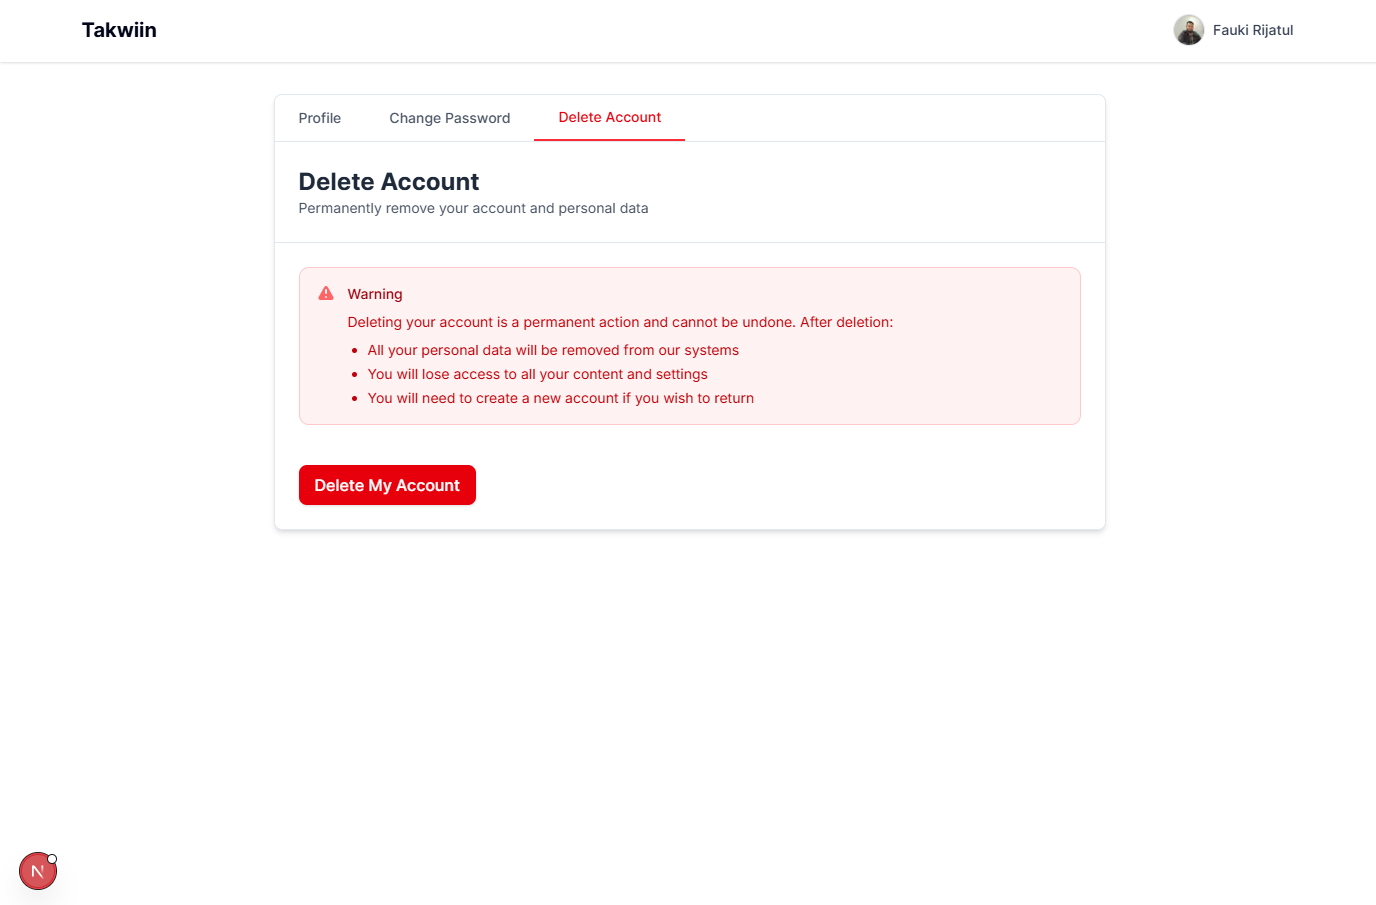 Takwiin
Fauki Rijatul
Profile
Change Password
Delete Account
Delete Account
Permanently remove your account and personal data
Warning
Deleting your account is a permanent action and cannot be undone. After deletion:
All your personal data will be removed from our systems
You will lose access to all your content and settings
You will need to create a new account if you wish to return
Delete My Account
N